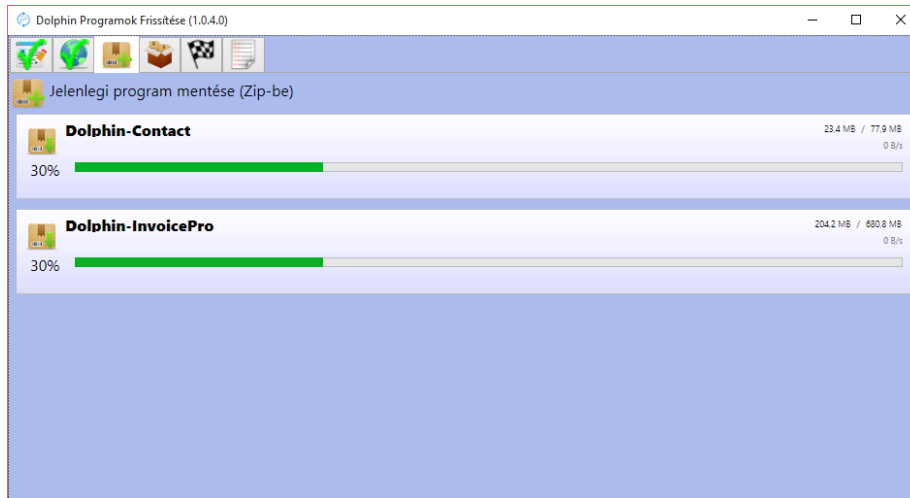 Dolphin Programok Frissítése (1.0.4.0)
Jelenlegi program mentése (Zip-be)
Dolphin-Contact
23,4 MB / 77,9 MB
0 B/s
30%
Dolphin-InvoicePro
204,2 MB / 680,8 MB
0 B/s
30%